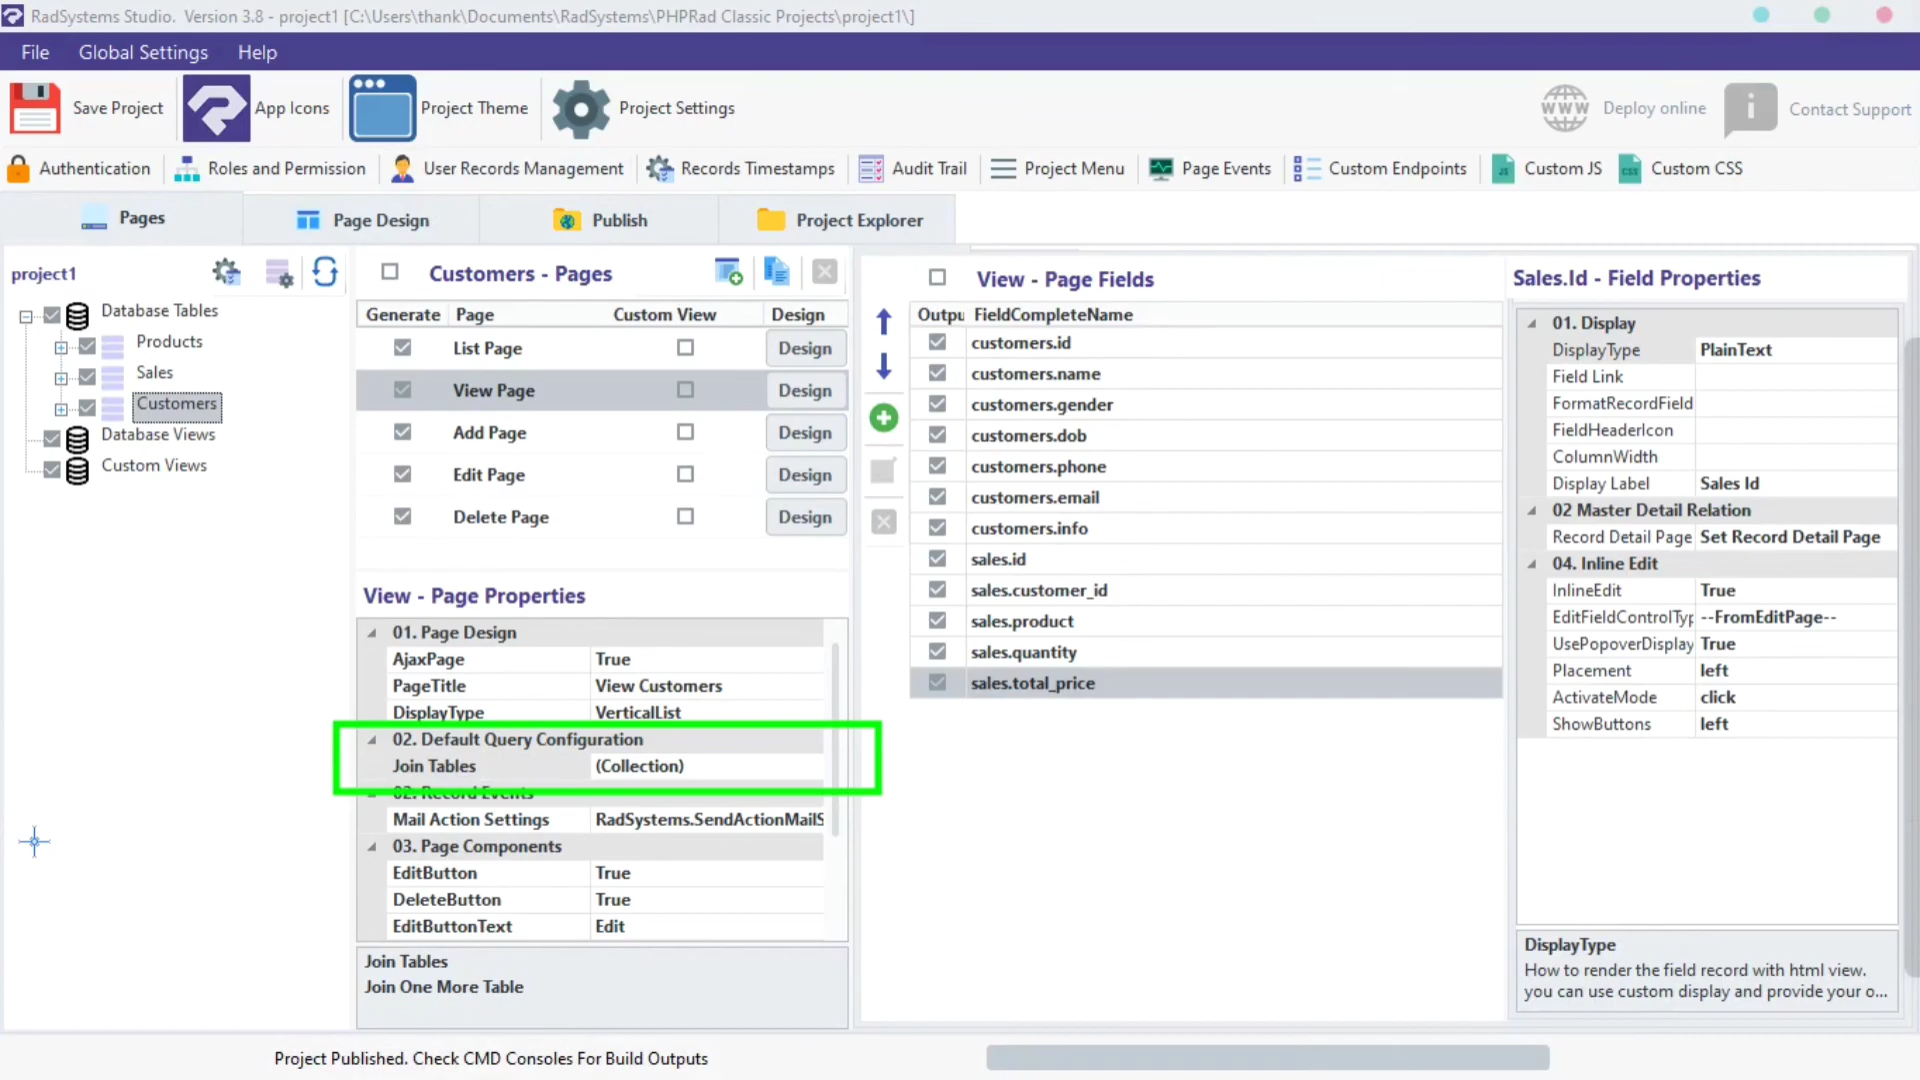 RadSystems Studio. Version 3.8 - project1 [C:\Users\thank\Documents\RadSystems\PHPRad Classic Projects\project1\]
File Global Settings Help
Save Project App Icons Project Theme Project Settings WWW Deploy online Contact Support
Authentication Roles and Permission User Records Management Records Timestamps Audit Trail Project Menu Page Events Custom Endpoints JS Custom JS CSS Custom CSS
Pages Page Design Publish Project Explorer
project1
Database Tables
Products
Sales
Customers
Database Views
Custom Views
Customers - Pages
Generate Page Custom View Design
List Page Design
View Page Design
Add Page Design
Edit Page Design
Delete Page Design
View - Page Properties
01. Page Design
AjaxPage True
PageTitle View Customers
DisplayType VerticalList
02. Default Query Configuration
Join Tables (Collection)
02. Record Events
Mail Action Settings RadSystems.SendActionMailS
03. Page Components
EditButton True
DeleteButton True
EditButtonText Edit
Join Tables
Join One More Table
View - Page Fields
Outpu FieldCompleteName
customers.id
customers.name
customers.gender
customers.dob
customers.phone
customers.email
customers.info
sales.id
sales.customer_id
sales.product
sales.quantity
sales.total_price
Sales.Id - Field Properties
01. Display
DisplayType PlainText
Field Link
FormatRecordField
FieldHeaderIcon
ColumnWidth
Display Label Sales Id
02 Master Detail Relation
Record Detail Page Set Record Detail Page
04. Inline Edit
InlineEdit True
EditFieldControlTyp --FromEditPage--
UsePopoverDisplay True
Placement left
ActivateMode click
ShowButtons left
DisplayType
How to render the field record with html view.
you can use custom display and provide your o...
Project Published. Check CMD Consoles For Build Outputs